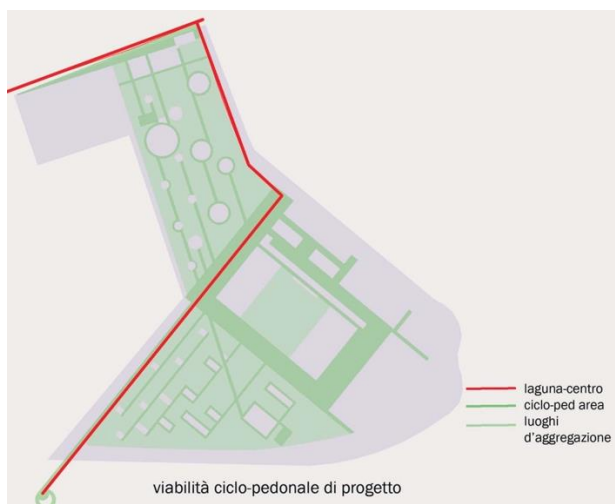 laguna-centro
ciclo-ped area
luoghi
d'aggregazione
viabilità ciclo-pedonale di progetto